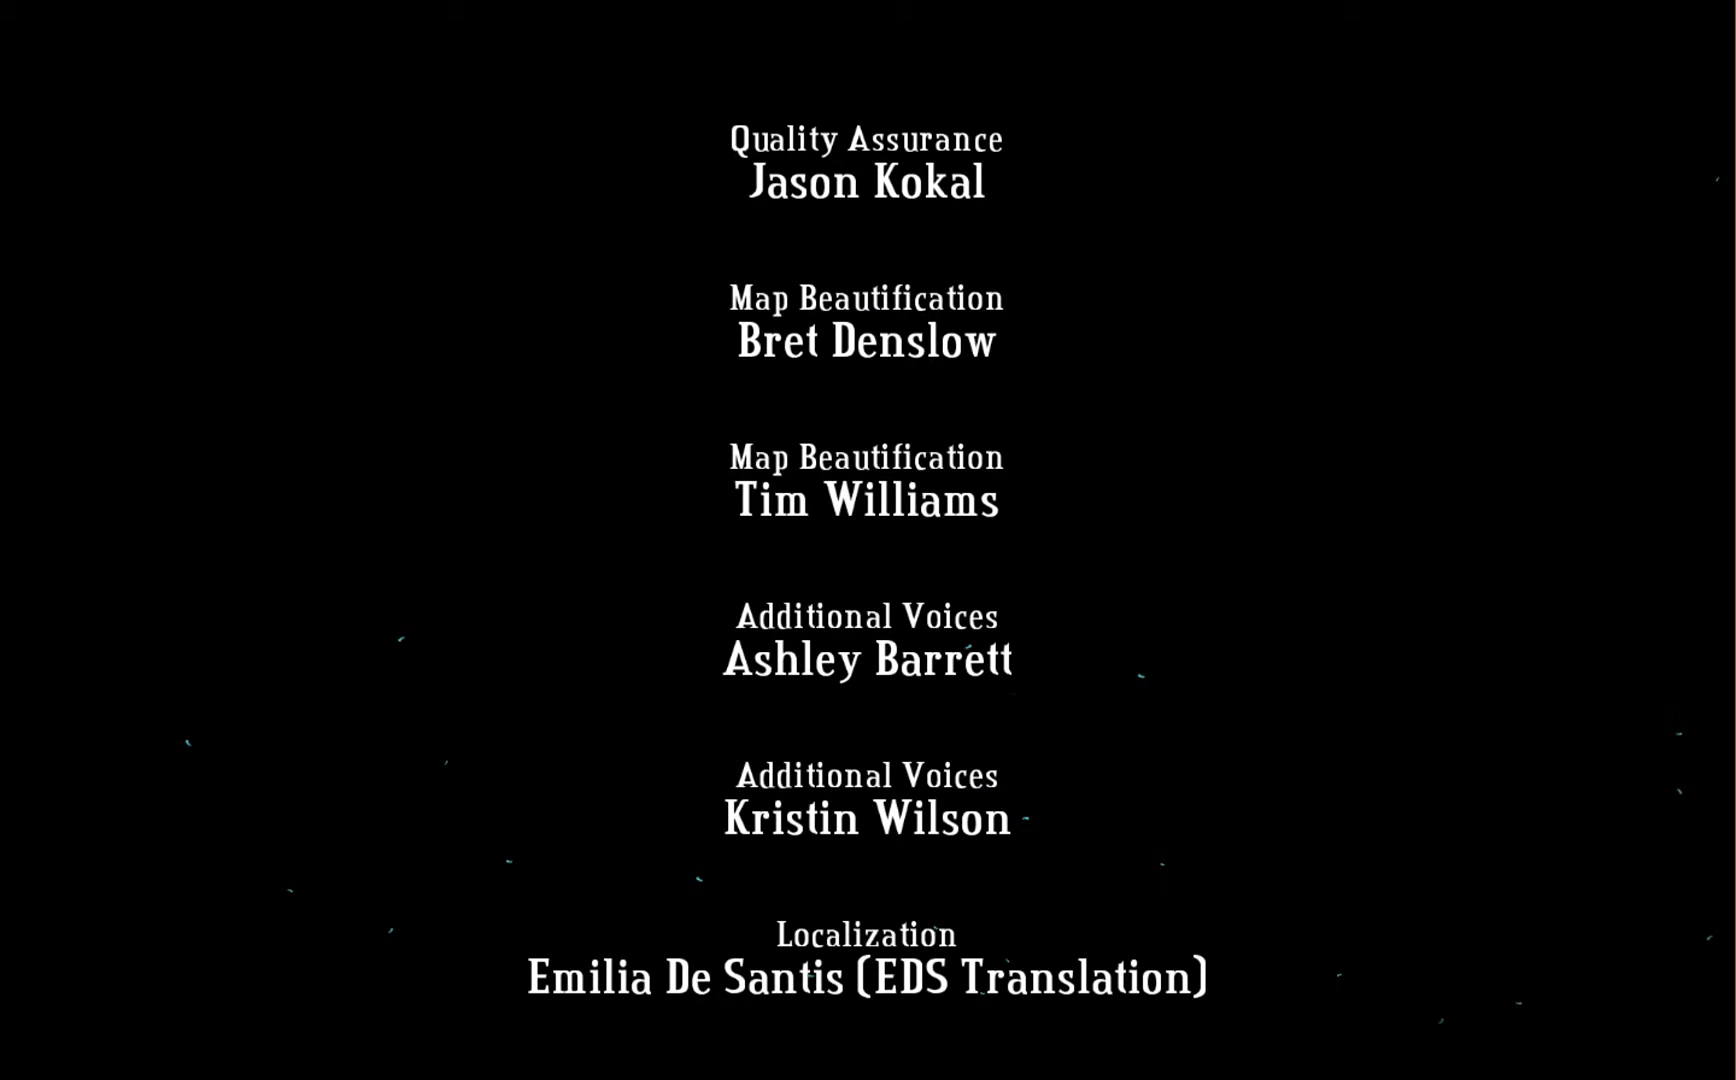 Quality Assurance
Jason Kokal
Map Beautification
Bret Denslow
Map Beautification
Tim Williams
Additional Voices
Ashley Barrett
Additional Voices
Kristin Wilson
Localization
Emilia De Santis (EDS Translation)